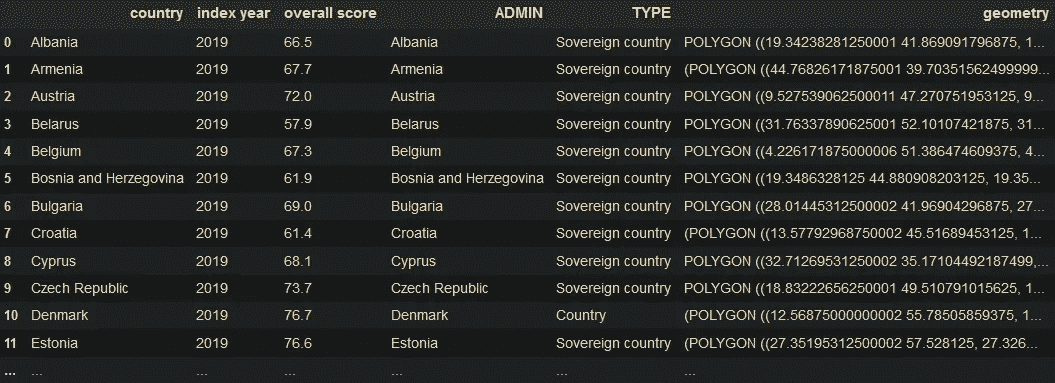 country index year overall score ADMIN TYPE geometry
0 Albania 2019 66.5 Albania Sovereign country POLYGON ((19.34238281250001 41.869091796875, 1...
1 Armenia 2019 67.7 Armenia Sovereign country (POLYGON ((44.76826171875001 39.70351562499999...
2 Austria 2019 72.0 Austria Sovereign country POLYGON ((9.527539062500011 47.270751953125, 9...
3 Belarus 2019 57.9 Belarus Sovereign country POLYGON ((31.76337890625001 52.10107421875, 31...
4 Belgium 2019 67.3 Belgium Sovereign country POLYGON ((4.226171875000006 51.386474609375, 4...
5 Bosnia and Herzegovina 2019 61.9 Bosnia and Herzegovina Sovereign country POLYGON ((19.3486328125 44.880908203125, 19.35...
6 Bulgaria 2019 69.0 Bulgaria Sovereign country POLYGON ((28.01445312500002 41.96904296875, 27...
7 Croatia 2019 61.4 Croatia Sovereign country (POLYGON ((13.57792968750002 45.51689453125, 1...
8 Cyprus 2019 68.1 Cyprus Sovereign country POLYGON ((32.71269531250002 35.17104492187499,...
9 Czech Republic 2019 73.7 Czech Republic Sovereign country POLYGON ((18.83222656250001 49.510791015625, 1...
10 Denmark 2019 76.7 Denmark Country (POLYGON ((12.56875000000002 55.78505859375, 1...
11 Estonia 2019 76.6 Estonia Sovereign country (POLYGON ((27.35195312500002 57.528125, 27.326...
... ... ... ... ... ... ...